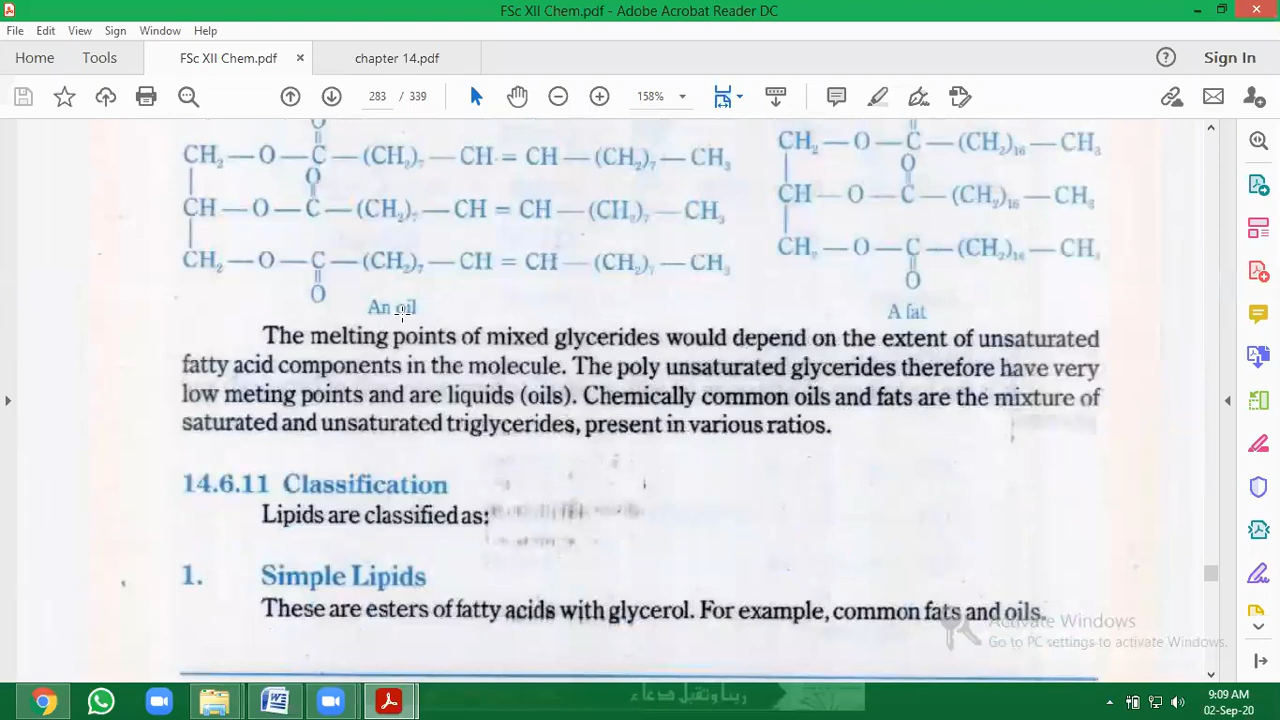 FSc XII Chem.pdf - Adobe Acrobat Reader DC
File Edit View Sign Window Help
Home Tools FSc XII Chem.pdf × chapter 14.pdf Sign In
283 / 339 158%
O O
CH₂ — O — C — (CH₂)₇ — CH = CH — (CH₂)₇ — CH₃ CH₂ — O — C — (CH₂)₁₆ — CH₃
O O
CH — O — C — (CH₂)₇ — CH = CH — (CH₂)₇ — CH₃ CH — O — C — (CH₂)₁₆ — CH₃
CH₂ — O — C — (CH₂)₇ — CH = CH — (CH₂)₇ — CH₃ CH₂ — O — C — (CH₂)₁₆ — CH₃
O O
An oil A fat
The melting points of mixed glycerides would depend on the extent of unsaturated
fatty acid components in the molecule. The poly unsaturated glycerides therefore have very
low meting points and are liquids (oils). Chemically common oils and fats are the mixture of
saturated and unsaturated triglycerides, present in various ratios.
14.6.11 Classification
Lipids are classified as:
1. Simple Lipids
These are esters of fatty acids with glycerol. For example, common fats and oils.
Activate Windows
Go to PC settings to activate Windows.
ربنا وتقبل دعاء
9:09 AM
02-Sep-20